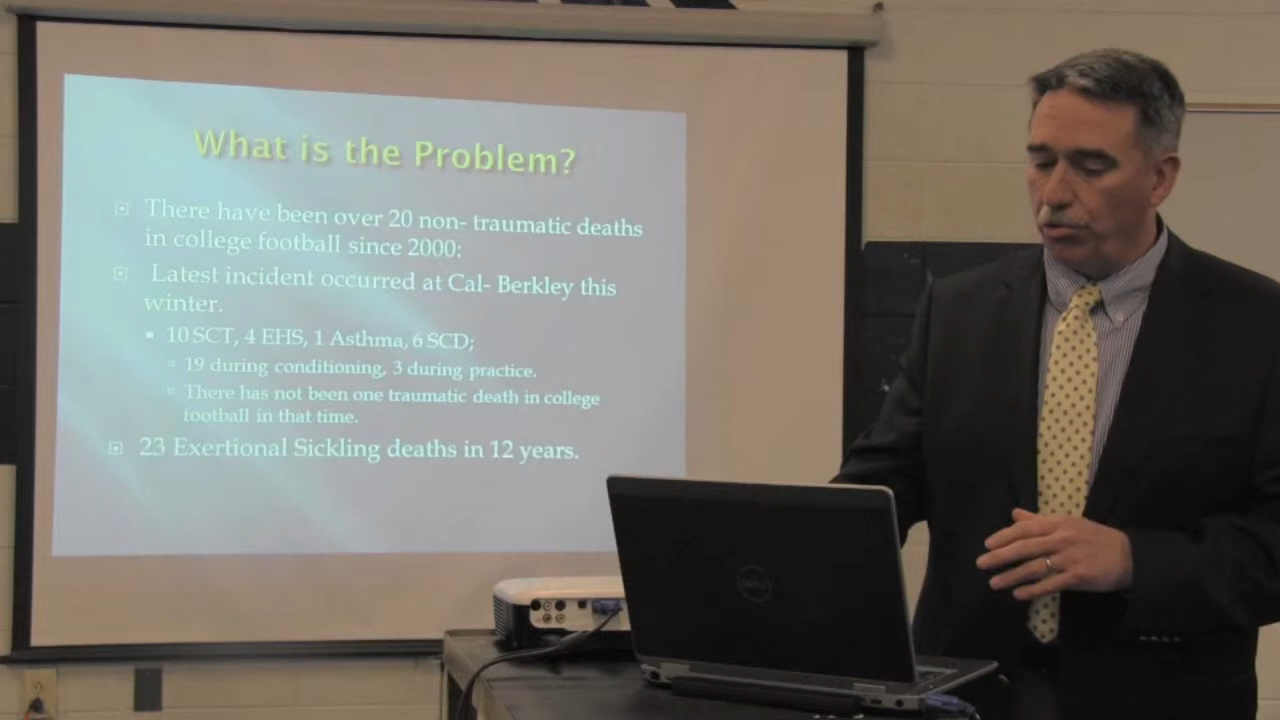 What is the Problem?
There have been over 20 non- traumatic deaths
in college football since 2000:
Latest incident occurred at Cal- Berkley this
winter.
10 SCT, 4 EHS, 1 Asthma, 6 SCD;
19 during conditioning, 3 during practice.
There has not been one traumatic death in college
football in that time.
23 Exertional Sickling deaths in 12 years.
DELL